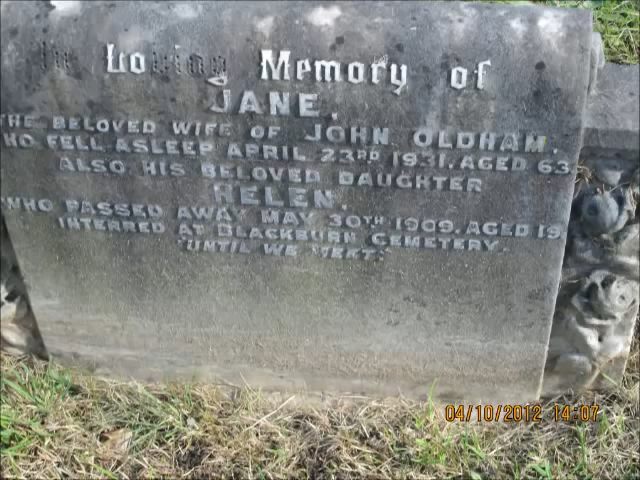 In Loving Memory of
JANE.
THE BELOVED WIFE OF JOHN OLDHAM.
HO FELL ASLEEP APRIL 23RD 1931. AGED 63.
ALSO HIS BELOVED DAUGHTER
HELEN.
WHO PASSED AWAY MAY 30TH 1909. AGED 19
INTERRED AT BLACKBURN CEMETERY.
"UNTIL WE MEET."
04/10/2012 14:07